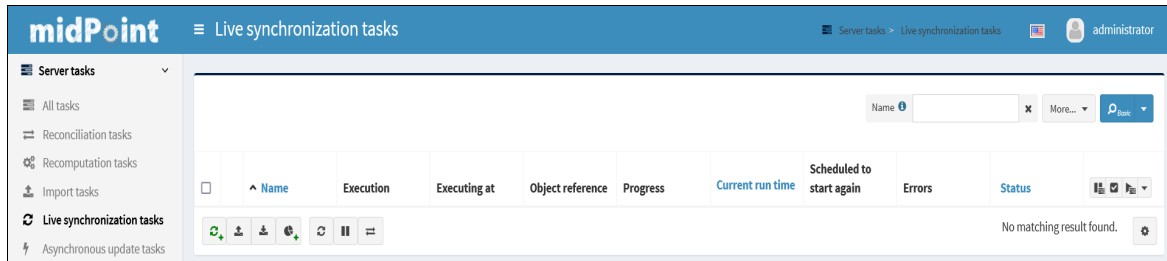 midPoint
Live synchronization tasks
Server tasks > Live synchronization tasks
administrator
Server tasks
All tasks
Reconciliation tasks
Recomputation tasks
Import tasks
Live synchronization tasks
Asynchronous update tasks
Name
More...
Basic
Name
Execution
Executing at
Object reference
Progress
Current run time
Scheduled to
start again
Errors
Status
No matching result found.